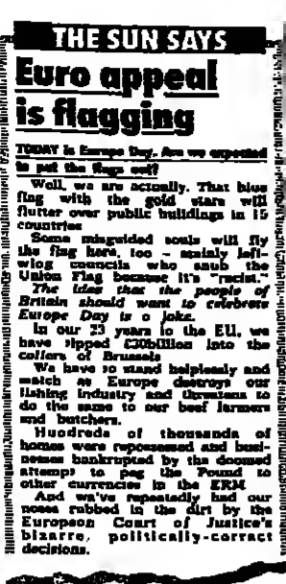 THE SUN SAYS
Euro appeal
is flagging
TODAY is Europe Day. Are we expected
to put the flags out?
Well, we are actually. That blue
flag with the gold stars will
flutter over public buildings in 15
countries
Some misguided souls will fly
the flag here, too - mainly left-
wing councils who snub the
Union Flag because it's "racist."
The idea that the people of
Britain should want to celebrate
Europe Day is a joke.
In our 23 years in the EU, we
have tipped £30billion into the
coffers of Brussels
We have to stand helplessly and
watch as Europe destroys our
fishing industry and threatens to
do the same to our beef farmers
and butchers.
Hundreds of thousands of
homes were repossessed and busi-
nesses bankrupted by the doomed
attempt to peg the Pound to
other currencies in the ERM
And we've repeatedly had our
noses rubbed in the dirt by the
European Court of Justice's
bizarre, politically-correct
decisions.